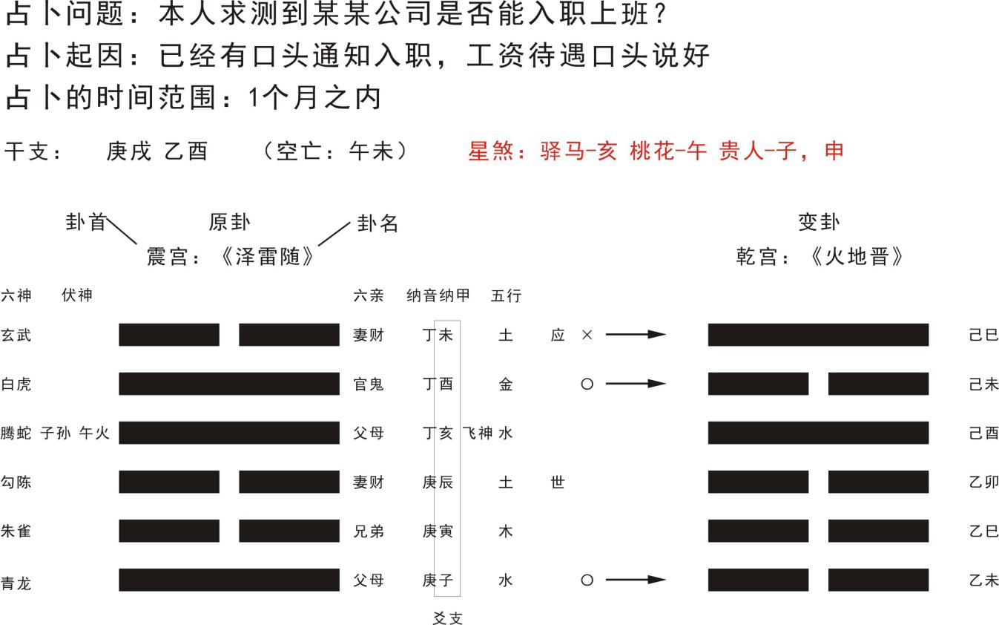 占卜问题：本人求测到某某公司是否能入职上班？
占卜起因：已经有口头通知入职，工资待遇口头说好
占卜的时间范围：1个月之内
干支： 庚戌 乙酉 （空亡：午未） 星煞：驿马-亥 桃花-午 贵人-子，申
卦首 原卦 卦名 变卦
震宫：《泽雷随》 乾宫：《火地晋》
六神 伏神 六亲 纳音纳甲 五行
玄武 妻财 丁未 土 应 × 己巳
白虎 官鬼 丁酉 金 ○ 己未
腾蛇 子孙 午火 父母 丁亥 飞神 水 己酉
勾陈 妻财 庚辰 土 世 乙卯
朱雀 兄弟 庚寅 木 乙巳
青龙 父母 庚子 水 ○ 乙未
爻支